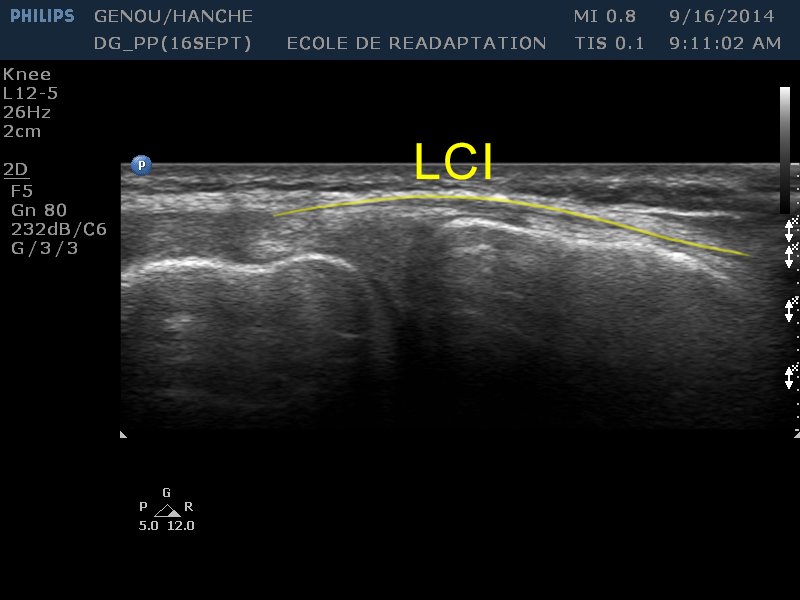 PHILIPS GENOU/HANCHE MI 0.8 9/16/2014
DG_PP(16SEPT) ECOLE DE READAPTATION TIS 0.1 9:11:02 AM
Knee
L12-5
26Hz
2cm
2D
F5
Gn 80
232dB/C6
G/3/3
P
LCI
G
P R
5.0 12.0